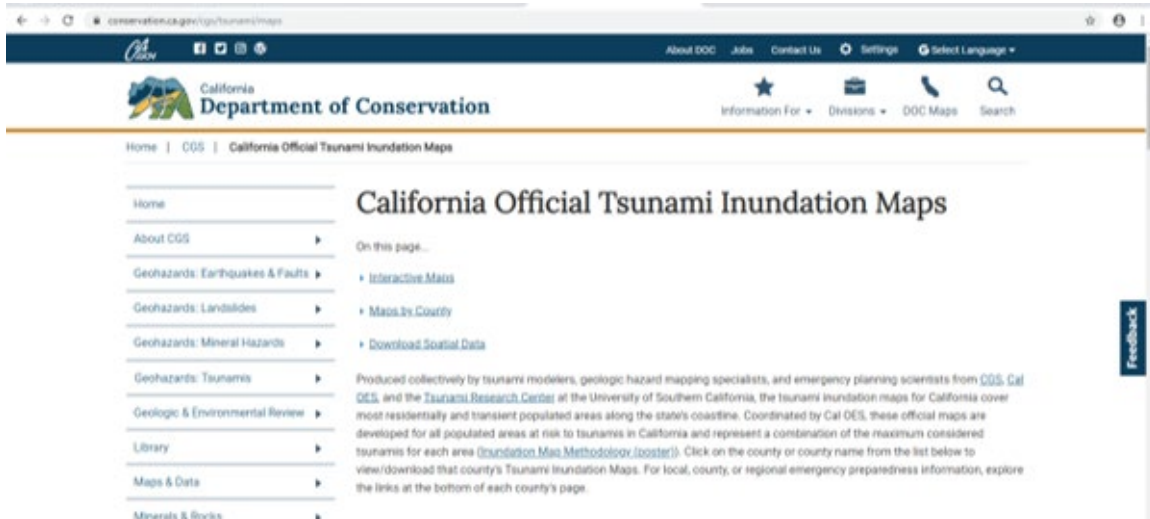 conservation.ca.gov/cgs/tsunami/maps
CA.GOV
About DOC Jobs Contact Us Settings Select Language
California
Department of Conservation
Information For Divisions DOC Maps Search
Home | CGS | California Official Tsunami Inundation Maps
California Official Tsunami Inundation Maps
Home
About CGS
Geohazards: Earthquakes & Faults
Geohazards: Landslides
Geohazards: Mineral Hazards
Geohazards: Tsunamis
Geologic & Environmental Review
Library
Maps & Data
Minerals & Rocks
On this page...
Interactive Maps
Maps by County
Download Spatial Data
Produced collectively by tsunami modelers, geologic hazard mapping specialists, and emergency planning scientists from CGS, Cal
OES, and the Tsunami Research Center at the University of Southern California, the tsunami inundation maps for California cover
most residentially and transient populated areas along the state's coastline. Coordinated by Cal OES, these official maps are
developed for all populated areas at risk to tsunamis in California and represent a combination of the maximum considered
tsunamis for each area (Inundation Map Methodology (poster)). Click on the county or county name from the list below to
view/download that county's Tsunami Inundation Maps. For local, county, or regional emergency preparedness information, explore
the links at the bottom of each county's page.
Feedback